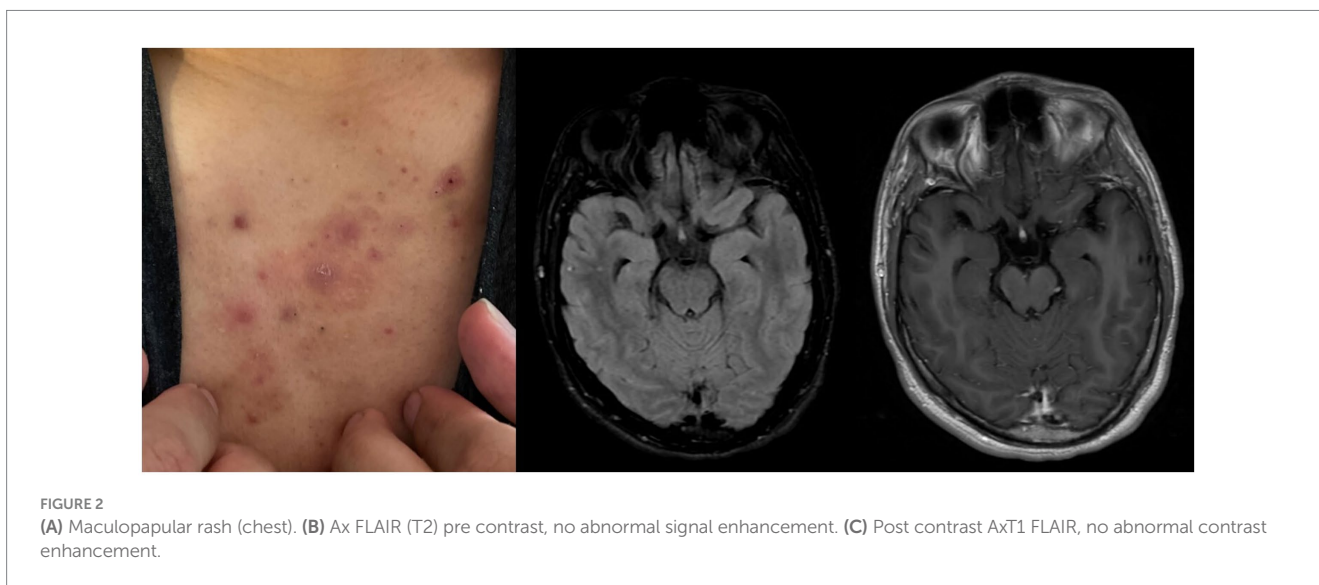 FIGURE 2
(A) Maculopapular rash (chest). (B) Ax FLAIR (T2) pre contrast, no abnormal signal enhancement. (C) Post contrast AxT1 FLAIR, no abnormal contrast
enhancement.